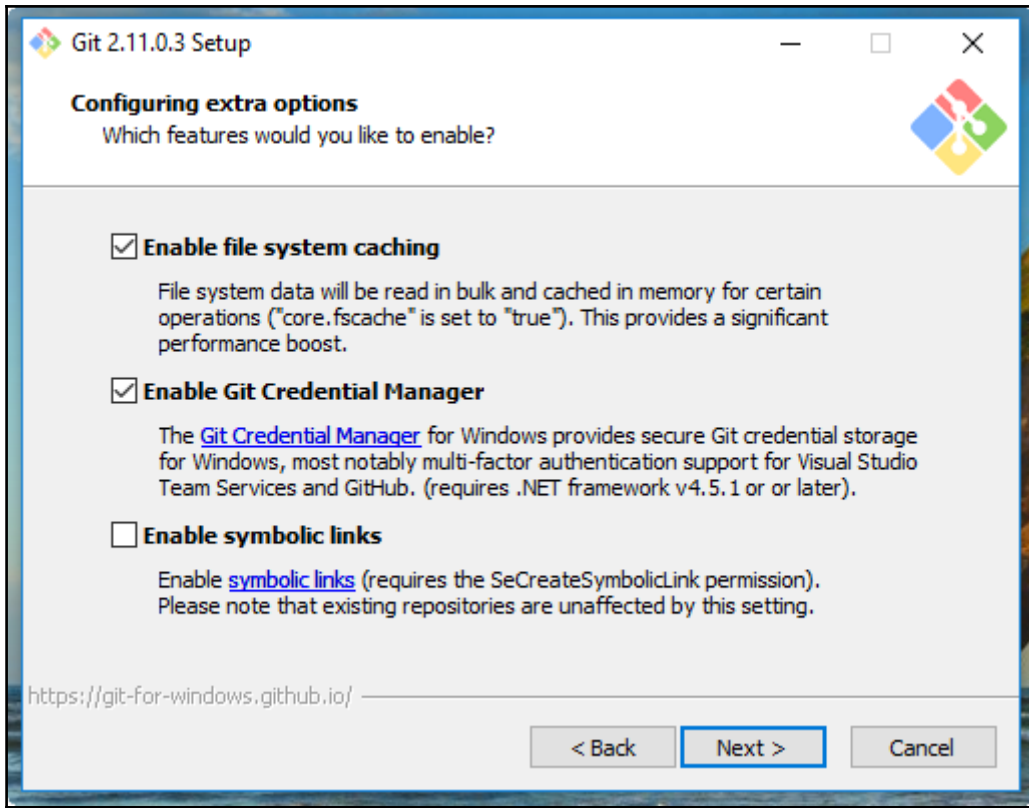 Git 2.11.0.3 Setup
Configuring extra options
Which features would you like to enable?
Enable file system caching
File system data will be read in bulk and cached in memory for certain
operations ("core.fscache" is set to "true"). This provides a significant
performance boost.
Enable Git Credential Manager
The Git Credential Manager for Windows provides secure Git credential storage
for Windows, most notably multi-factor authentication support for Visual Studio
Team Services and GitHub. (requires .NET framework v4.5.1 or or later).
Enable symbolic links
Enable symbolic links (requires the SeCreateSymbolicLink permission).
Please note that existing repositories are unaffected by this setting.
https://git-for-windows.github.io/
< Back Next > Cancel